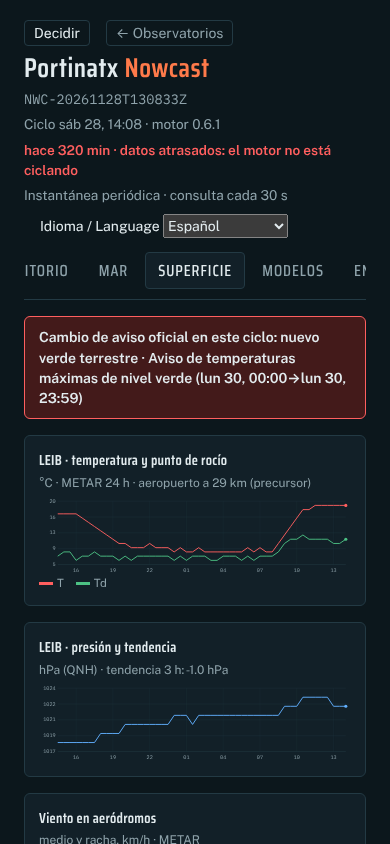 Decidir ← Observatorios
Portinatx Nowcast
NWC-20261128T130833Z
Ciclo sáb 28, 14:08 · motor 0.6.1
hace 320 min · datos atrasados: el motor no está
ciclando
Instantánea periódica · consulta cada 30 s
Idioma / Language Español
ITORIO MAR SUPERFICIE MODELOS EN
Cambio de aviso oficial en este ciclo: nuevo
verde terrestre · Aviso de temperaturas
máximas de nivel verde (lun 30, 00:00→lun 30,
23:59)
LEIB · temperatura y punto de rocío
°C · METAR 24 h · aeropuerto a 29 km (precursor)
20
16
12
8
16 19 22 01 04 07 10 13
T Td
LEIB · presión y tendencia
hPa (QNH) · tendencia 3 h: -1.0 hPa
1024
1022
1021
1019
1017
16 19 22 01 04 07 10 13
Viento en aeródromos
medio y racha, km/h · METAR